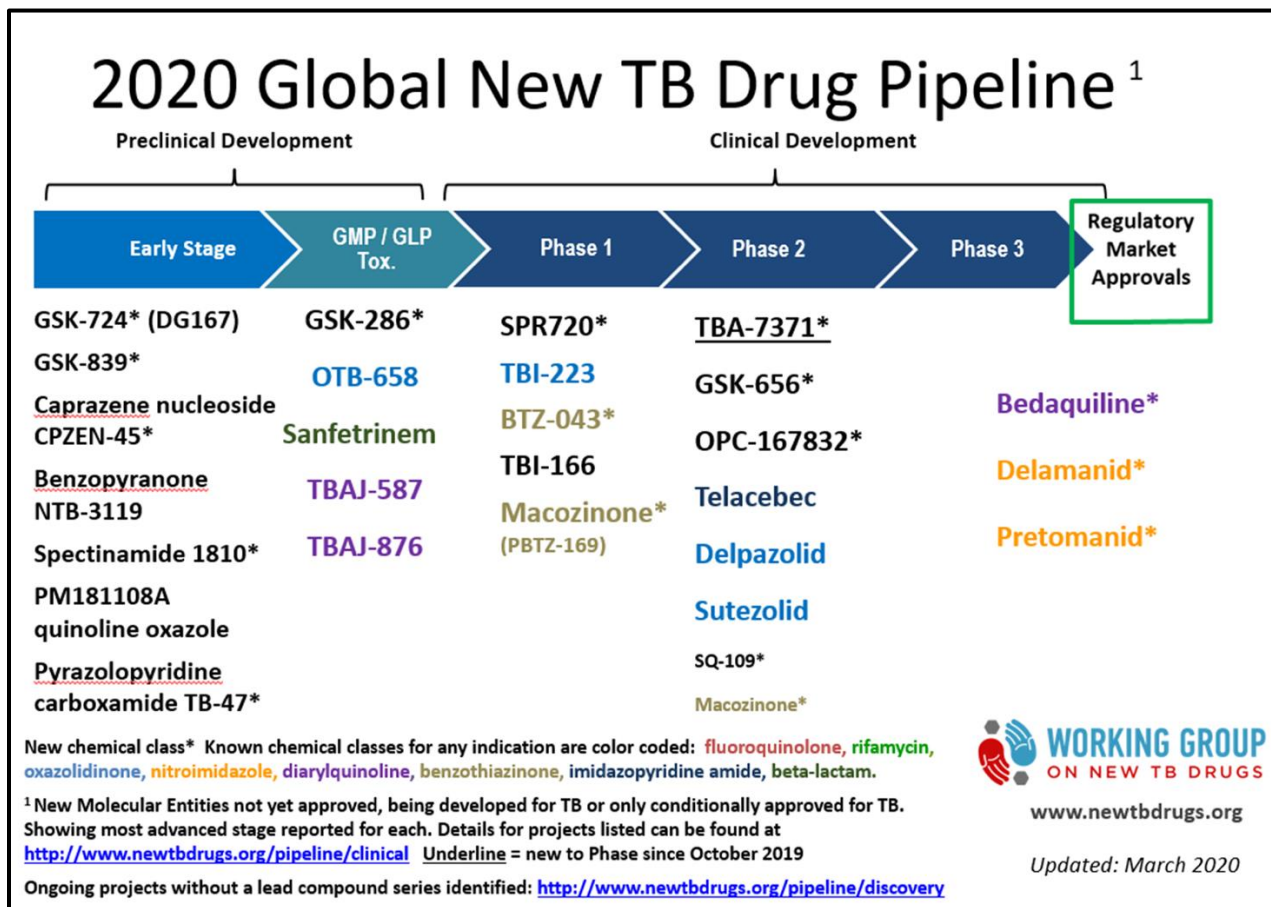 2020 Global New TB Drug Pipeline 1
Preclinical Development
Clinical Development
Early Stage
GMP / GLP
Tox.
Phase 1
Phase 2
Phase 3
Regulatory
Market
Approvals
GSK-724* (DG167)
GSK-839*
Caprazene nucleoside
CPZEN-45*
Benzopyranone
NTB-3119
Spectinamide 1810*
PM181108A
quinoline oxazole
Pyrazolopyridine
carboxamide TB-47*
GSK-286*
OTB-658
Sanfetrinem
TBAJ-587
TBAJ-876
SPR720*
TBI-223
BTZ-043*
TBI-166
Macozinone*
(PBTZ-169)
TBA-7371*
GSK-656*
OPC-167832*
Telacebec
Delpazolid
Sutezolid
SQ-109*
Macozinone*
Bedaquiline*
Delamanid*
Pretomanid*
New chemical class* Known chemical classes for any indication are color coded: fluoroquinolone, rifamycin,
oxazolidinone, nitroimidazole, diarylquinoline, benzothiazinone, imidazopyridine amide, beta-lactam.
1 New Molecular Entities not yet approved, being developed for TB or only conditionally approved for TB.
Showing most advanced stage reported for each. Details for projects listed can be found at
http://www.newtbdrugs.org/pipeline/clinical Underline = new to Phase since October 2019
Ongoing projects without a lead compound series identified: http://www.newtbdrugs.org/pipeline/discovery
WORKING GROUP
ON NEW TB DRUGS
www.newtbdrugs.org
Updated: March 2020